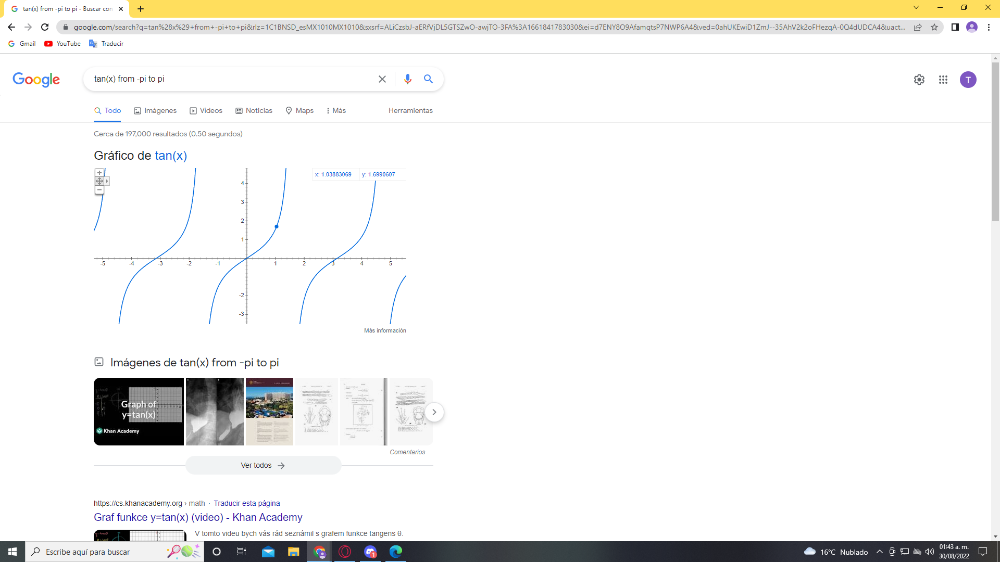 tan(x) from -pi to pi - Buscar con
google.com/search?q=tan%28x%29+from+-pi+to+pi&rlz=1C1BNSD_esMX1010MX1010&sxsrf=ALiCzsbJ-aERfVjDL5GTSZwO-awjTO-3FA%3A1661841783030&ei=d7ENY8O9AfamqtsP7NWP6A4&ved=0ahUKEwiD1ZmJ--35AhV2k2oFHezqA-0Q4dUDCA4&uact...
Gmail YouTube Traducir
Google
tan(x) from -pi to pi
T
Todo Imágenes Vídeos Noticias Maps Más Herramientas
Cerca de 197,000 resultados (0.50 segundos)
Gráfico de tan(x)
x: 1.03883069 y: 1.6990607
4
3
2
1
-5 -4 -3 -2 -1 1 2 3 4 5
-2
-3
Más información
Imágenes de tan(x) from -pi to pi
Graph of
y=tan(x)
Khan Academy
Comentarios
Ver todos
https://cs.khanacademy.org › math · Traducir esta página
Graf funkce y=tan(x) (video) - Khan Academy
V tomto videu bych vás rád seznámil s grafem funkce tangens θ.
Escribe aquí para buscar
1
16°C Nublado
01:43 a. m.
30/08/2022